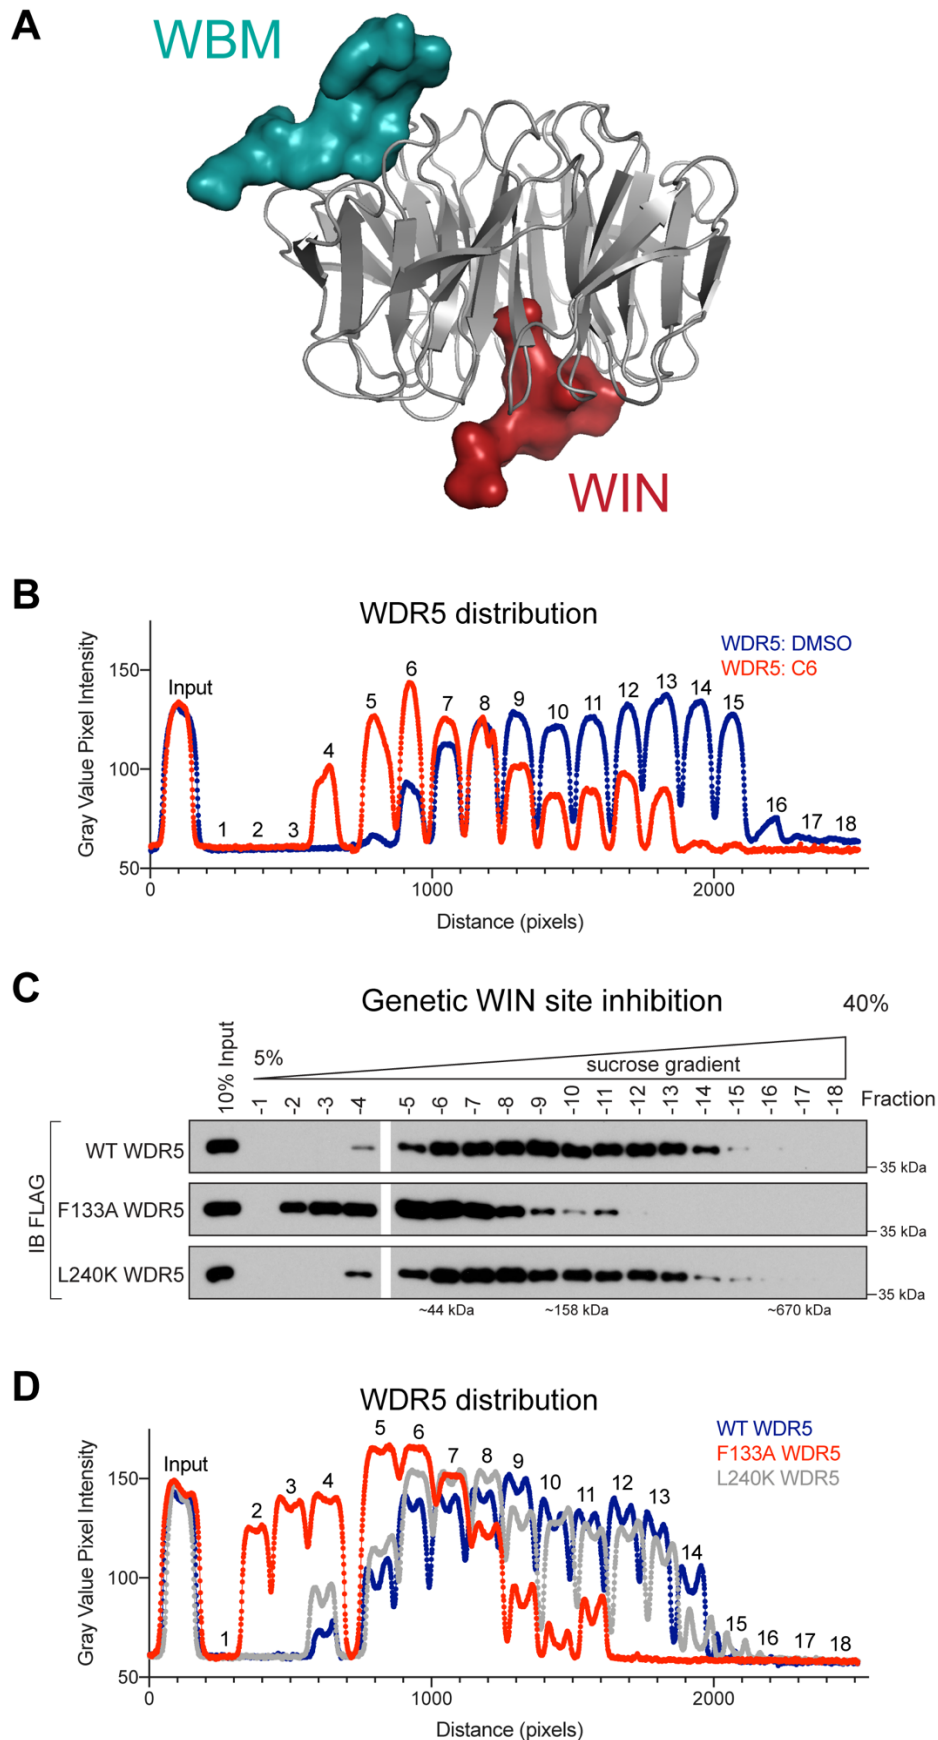 A
WBM
WIN
B
WDR5 distribution
WDR5: DMSO
WDR5: C6
Gray Value Pixel Intensity
150
100
50
Input
1
2
3
4
5
6
7
8
9
10
11
12
13
14
15
16
17
18
0
1000
2000
Distance (pixels)
C
Genetic WIN site inhibition
40%
10% Input
5%
sucrose gradient
-1
-2
-3
-4
-5
-6
-7
-8
-9
-10
-11
-12
-13
-14
-15
-16
-17
-18
Fraction
IB FLAG
WT WDR5
35 kDa
F133A WDR5
35 kDa
L240K WDR5
35 kDa
~44 kDa
~158 kDa
~670 kDa
D
WDR5 distribution
WT WDR5
F133A WDR5
L240K WDR5
Gray Value Pixel Intensity
150
100
50
Input
1
2
3
4
5
6
7
8
9
10
11
12
13
14
15
16
17
18
0
1000
2000
Distance (pixels)